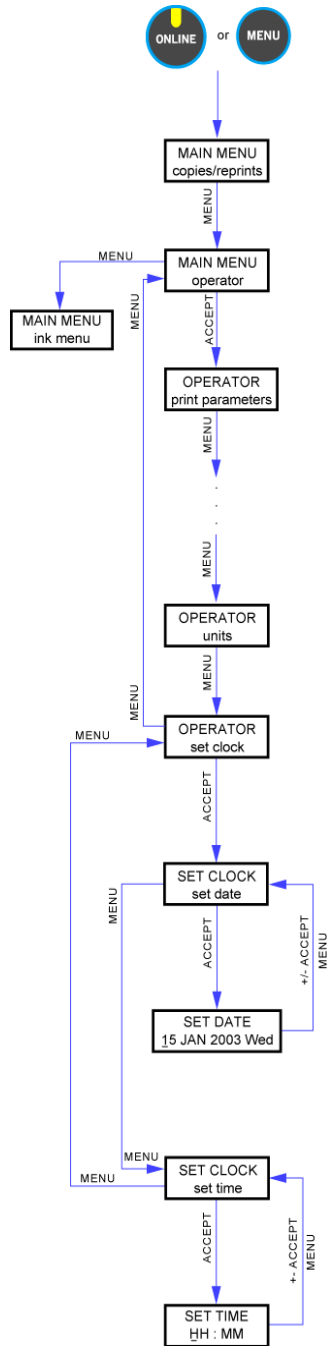 ONLINE or MENU
MAIN MENU
copies/reprints
MENU
MAIN MENU
operator
MENU
MAIN MENU
ink menu
MENU
ACCEPT
OPERATOR
print parameters
MENU
.
.
.
MENU
OPERATOR
units
MENU
MENU
OPERATOR
set clock
MENU
ACCEPT
SET CLOCK
set date
MENU
ACCEPT
+/- ACCEPT
MENU
SET DATE
15 JAN 2003 Wed
MENU
SET CLOCK
set time
MENU
ACCEPT
+- ACCEPT
MENU
SET TIME
HH : MM